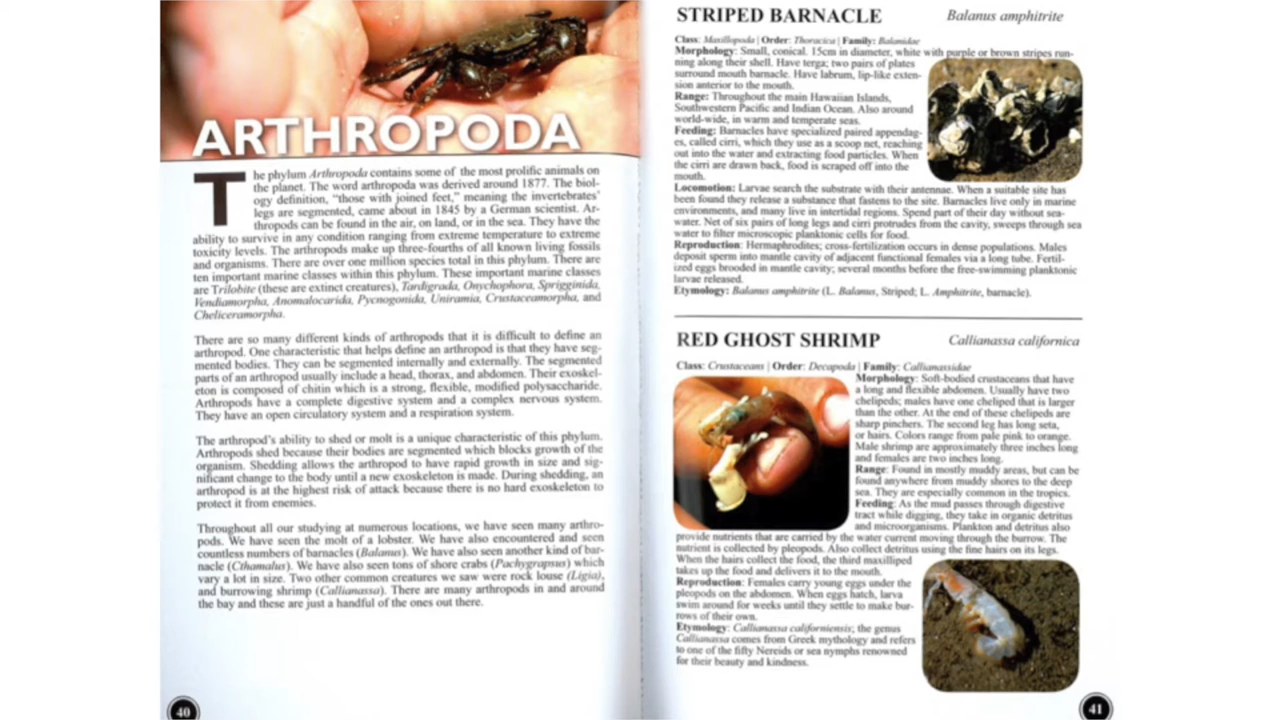 ARTHROPODA
The phylum Arthropoda contains some of the most prolific animals on
the planet. The word arthropoda was derived around 1877. The biol-
ogy definition, "those with joined feet," meaning the invertebrates'
legs are segmented, came about in 1845 by a German scientist. Ar-
thropods can be found in the air, on land, or in the sea. They have the
ability to survive in any condition ranging from extreme temperature to extreme
toxicity levels. The arthropods make up three-fourths of all known living fossils
and organisms. There are over one million species total in this phylum. There are
ten important marine classes within this phylum. These important marine classes
are Trilobite (these are extinct creatures), Tardigrada, Onychophora, Sprigginida,
Vendiamorpha, Anomalocarida, Pycnogonida, Uniramia, Crustaceamorpha, and
Cheliceramorpha.
There are so many different kinds of arthropods that it is difficult to define an
arthropod. One characteristic that helps define an arthropod is that they have seg-
mented bodies. They can be segmented internally and externally. The segmented
parts of an arthropod usually include a head, thorax, and abdomen. Their exoskel-
eton is composed of chitin which is a strong, flexible, modified polysaccharide.
Arthropods have a complete digestive system and a complex nervous system.
They have an open circulatory system and a respiration system.
The arthropod's ability to shed or molt is a unique characteristic of this phylum.
Arthropods shed because their bodies are segmented which blocks growth of the
organism. Shedding allows the arthropod to have rapid growth in size and sig-
nificant change to the body until a new exoskeleton is made. During shedding, an
arthropod is at the highest risk of attack because there is no hard exoskeleton to
protect it from enemies.
Throughout all our studying at numerous locations, we have seen many arthro-
pods. We have seen the molt of a lobster. We have also encountered and seen
countless numbers of barnacles (Balanus). We have also seen another kind of bar-
nacle (Cthamalus). We have also seen tons of shore crabs (Pachygrapsus) which
vary a lot in size. Two other common creatures we saw were rock louse (Ligia),
and burrowing shrimp (Callianassa). There are many arthropods in and around
the bay and these are just a handful of the ones out there.
40
STRIPED BARNACLE Balanus amphitrite
Class: Maxillopoda | Order: Thoracica | Family: Balanidae
Morphology: Small, conical. 15cm in diameter, white with purple or brown stripes run-
ning along their shell. Have terga; two pairs of plates
surround mouth barnacle. Have labrum, lip-like exten-
sion anterior to the mouth.
Range: Throughout the main Hawaiian Islands,
Southwestern Pacific and Indian Ocean. Also around
world-wide, in warm and temperate seas.
Feeding: Barnacles have specialized paired appendag-
es, called cirri, which they use as a scoop net, reaching
out into the water and extracting food particles. When
the cirri are drawn back, food is scraped off into the
mouth.
Locomotion: Larvae search the substrate with their antennae. When a suitable site has
been found they release a substance that fastens to the site. Barnacles live only in marine
environments, and many live in intertidal regions. Spend part of their day without sea-
water. Net of six pairs of long legs and cirri protrudes from the cavity, sweeps through sea
water to filter microscopic planktonic cells for food.
Reproduction: Hermaphrodites; cross-fertilization occurs in dense populations. Males
deposit sperm into mantle cavity of adjacent functional females via a long tube. Fertil-
ized eggs brooded in mantle cavity; several months before the free-swimming planktonic
larvae released.
Etymology: Balanus amphitrite (L. Balanus, Striped; L. Amphitrite, barnacle).
RED GHOST SHRIMP Callianassa californica
Class: Crustaceans | Order: Decapoda | Family: Callianassidae
Morphology: Soft-bodied crustaceans that have
a long and flexible abdomen. Usually have two
chelipeds; males have one cheliped that is larger
than the other. At the end of these chelipeds are
sharp pinchers. The second leg has long seta,
or hairs. Colors range from pale pink to orange.
Male shrimp are approximately three inches long
and females are two inches long.
Range: Found in mostly muddy areas, but can be
found anywhere from muddy shores to the deep
sea. They are especially common in the tropics.
Feeding: As the mud passes through digestive
tract while digging, they take in organic detritus
and microorganisms. Plankton and detritus also
provide nutrients that are carried by the water current moving through the burrow. The
nutrient is collected by pleopods. Also collect detritus using the fine hairs on its legs.
When the hairs collect the food, the third maxilliped
takes up the food and delivers it to the mouth.
Reproduction: Females carry young eggs under the
pleopods on the abdomen. When eggs hatch, larva
swim around for weeks until they settle to make bur-
rows of their own.
Etymology: Callianassa californiensis; the genus
Callianassa comes from Greek mythology and refers
to one of the fifty Nereids or sea nymphs renowned
for their beauty and kindness.
41